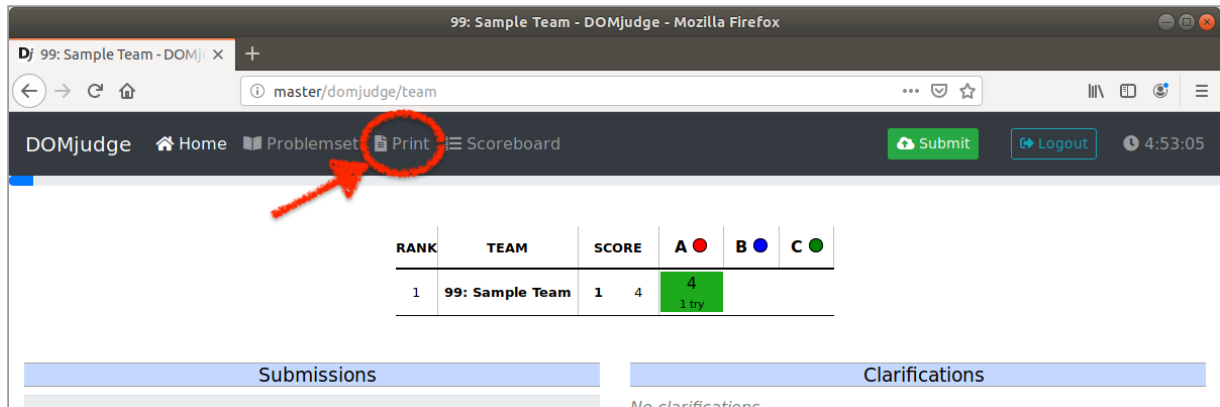 99: Sample Team - DOMjudge - Mozilla Firefox
Dj 99: Sample Team - DOMj
master/domjudge/team
DOMjudge Home Problemset Print Scoreboard Submit Logout 4:53:05
RANK TEAM SCORE A B C
1 99: Sample Team 1 4 4
1 try
Submissions Clarifications
No clarifications